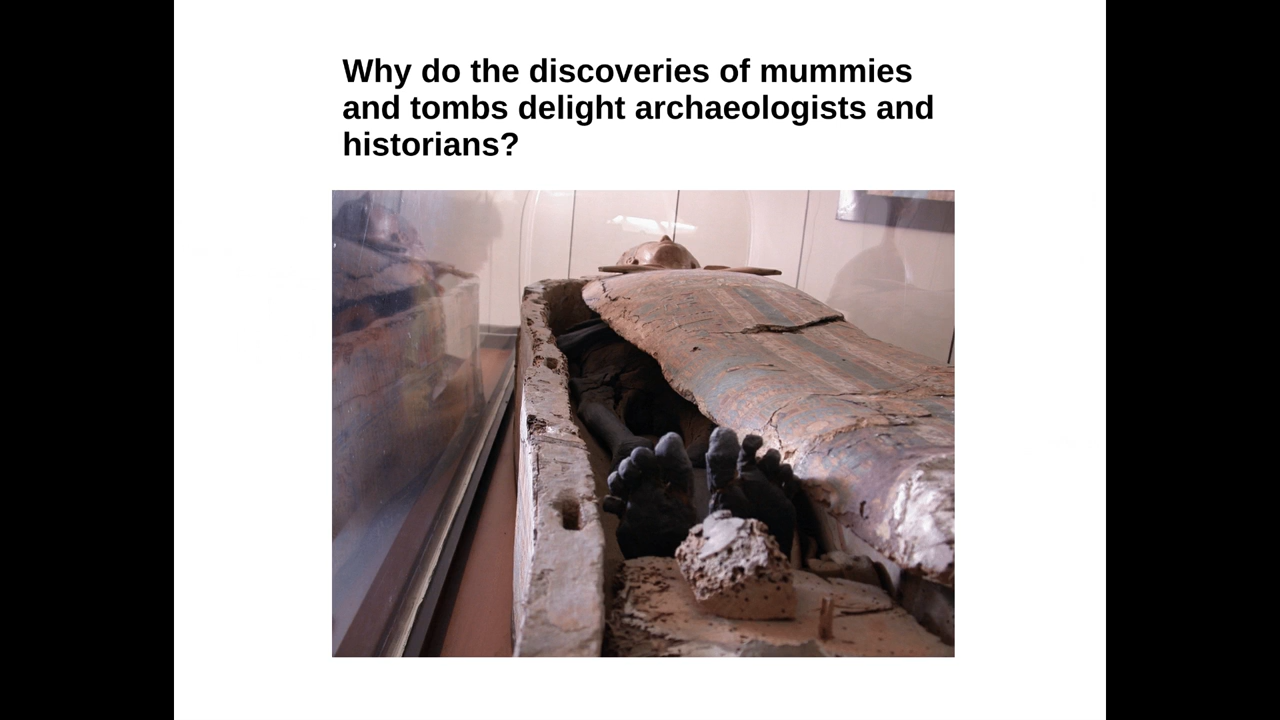 Why do the discoveries of mummies
and tombs delight archaeologists and
historians?